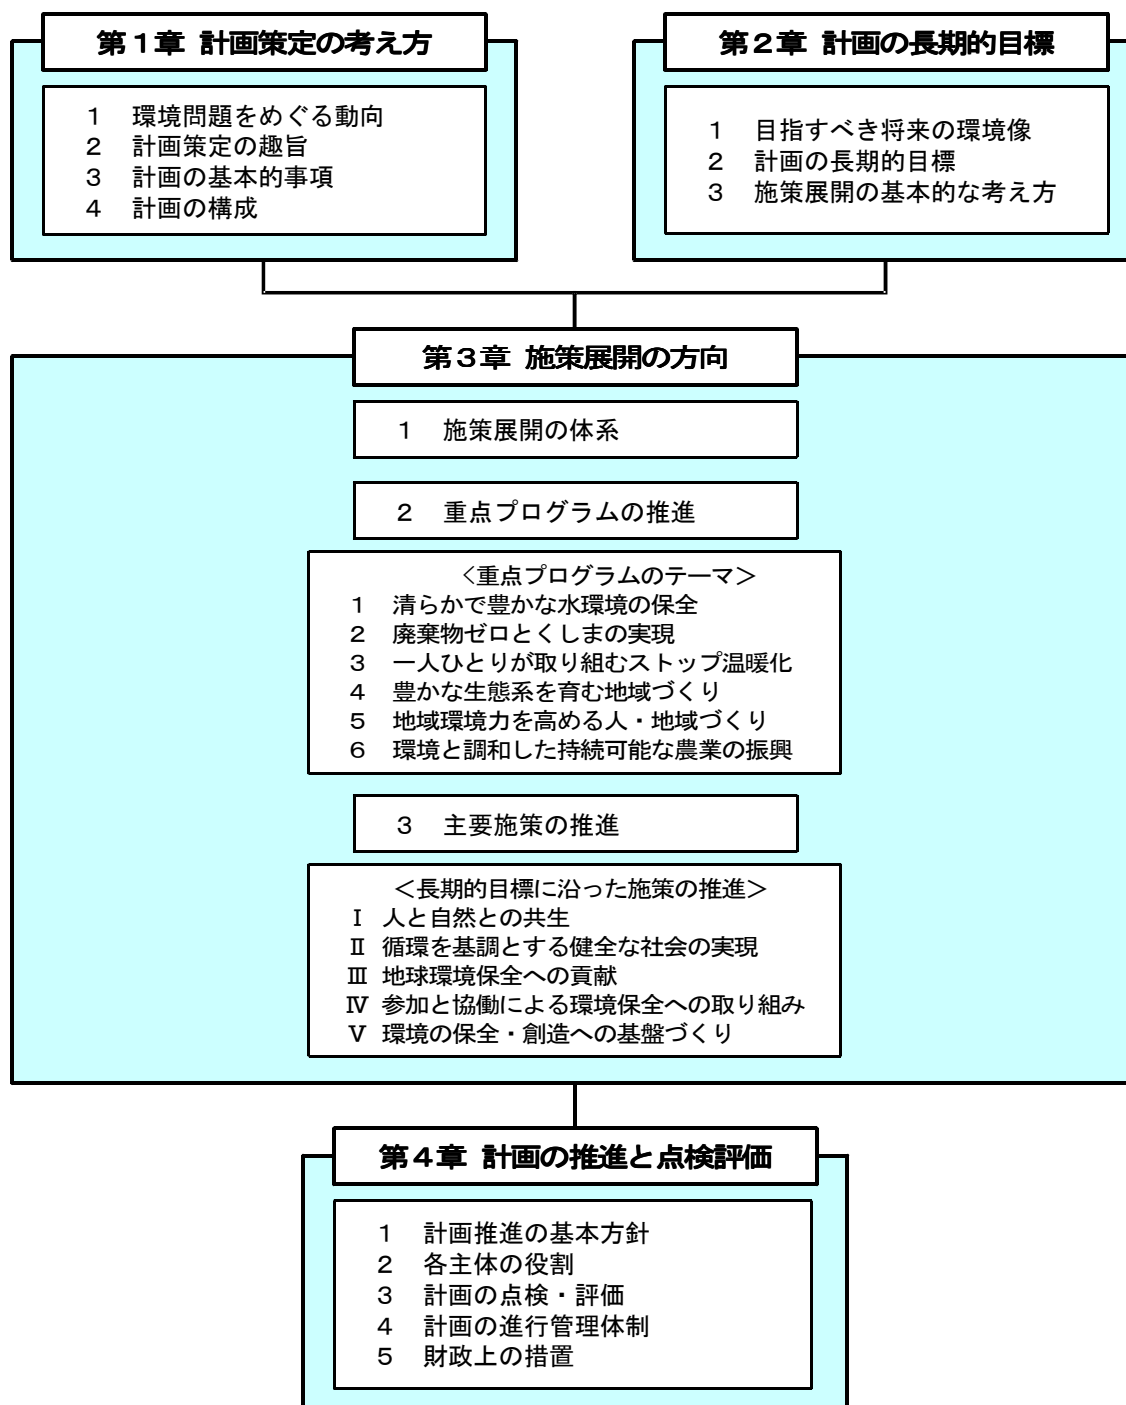 第1章 計画策定の考え方
1 環境問題をめぐる動向
2 計画策定の趣旨
3 計画の基本的事項
4 計画の構成
第2章 計画の長期的目標
1 目指すべき将来の環境像
2 計画の長期的目標
3 施策展開の基本的な考え方
第3章 施策展開の方向
1 施策展開の体系
2 重点プログラムの推進
<重点プログラムのテーマ>
1 清らかで豊かな水環境の保全
2 廃棄物ゼロとくしまの実現
3 一人ひとりが取り組むストップ温暖化
4 豊かな生態系を育む地域づくり
5 地域環境力を高める人・地域づくり
6 環境と調和した持続可能な農業の振興
3 主要施策の推進
<長期的目標に沿った施策の推進>
Ⅰ 人と自然との共生
Ⅱ 循環を基調とする健全な社会の実現
Ⅲ 地球環境保全への貢献
Ⅳ 参加と協働による環境保全への取り組み
Ⅴ 環境の保全・創造への基盤づくり
第4章 計画の推進と点検評価
1 計画推進の基本方針
2 各主体の役割
3 計画の点検・評価
4 計画の進行管理体制
5 財政上の措置